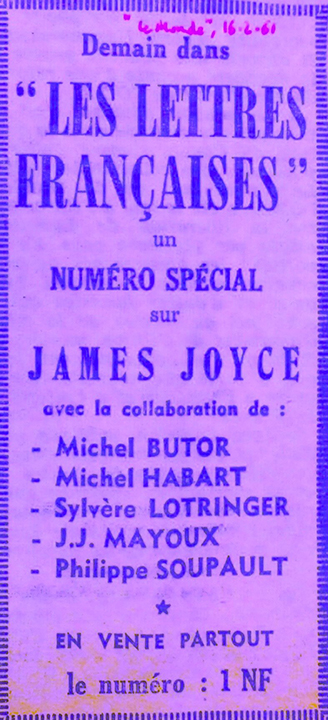 "Le Monde", 16-2-61
Demain dans
“LES LETTRES
FRANÇAISES”
un
NUMÉRO SPÉCIAL
sur
JAMES JOYCE
avec la collaboration de :
- Michel BUTOR
- Michel HABART
- Sylvère LOTRINGER
- J.J. MAYOUX
- Philippe SOUPAULT
★
EN VENTE PARTOUT
le numéro : 1 NF